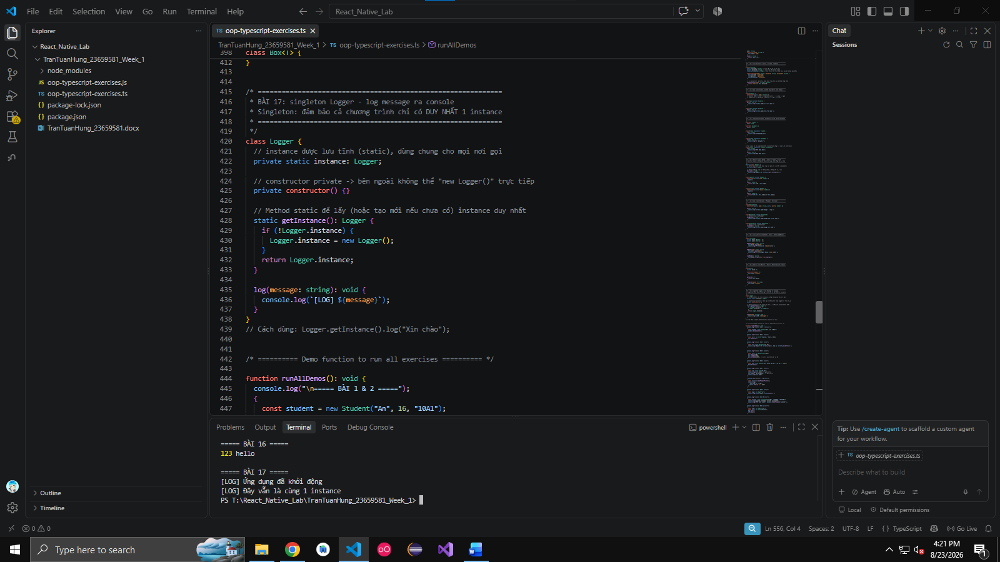 File Edit Selection View Go Run Terminal Help
React_Native_Lab
Explorer
React_Native_Lab
TranTuanHung_23659581_Week_1
node_modules
JS oop-typescript-exercises.js
TS oop-typescript-exercises.ts
{} package-lock.json
{} package.json
TranTuanHung_23659581.docx
Outline
Timeline
TS oop-typescript-exercises.ts
TranTuanHung_23659581_Week_1 > TS oop-typescript-exercises.ts > runAllDemos
398 class Box<T> {
412 }
413
414
415 /* =============================================================
416 * BÀI 17: singleton Logger - log message ra console
417 * Singleton: đảm bảo cả chương trình chỉ có DUY NHẤT 1 instance
418 * =============================================================
419 */
420 class Logger {
421 // instance được lưu tĩnh (static), dùng chung cho mọi nơi gọi
422 private static instance: Logger;
423
424 // constructor private -> bên ngoài không thể "new Logger()" trực tiếp
425 private constructor() {}
426
427 // Method static để lấy (hoặc tạo mới nếu chưa có) instance duy nhất
428 static getInstance(): Logger {
429 if (!Logger.instance) {
430 Logger.instance = new Logger();
431 }
432 return Logger.instance;
433 }
434
435 log(message: string): void {
436 console.log(`[LOG] ${message}`);
437 }
438 }
439 // Cách dùng: Logger.getInstance().log("Xin chào");
440
441
442 /* ========== Demo function to run all exercises ========== */
443
444 function runAllDemos(): void {
445 console.log("\n===== BÀI 1 & 2 =====");
446 {
447 const student = new Student("An", 16, "10A1");
Problems Output Terminal Ports Debug Console
powershell
===== BÀI 16 =====
123 hello
===== BÀI 17 =====
[LOG] Ứng dụng đã khởi động
[LOG] Đây vẫn là cùng 1 instance
PS T:\React_Native_Lab\TranTuanHung_23659581_Week_1>
Chat
Sessions
Tip: Use /create-agent to scaffold a custom agent
for your workflow.
TS oop-typescript-exercises.ts
Describe what to build
Agent Auto
Local Default permissions
0 0
Ln 556, Col 4 Spaces: 2 UTF-8 LF {} TypeScript Go Live
Type here to search
4:21 PM
8/23/2026
1